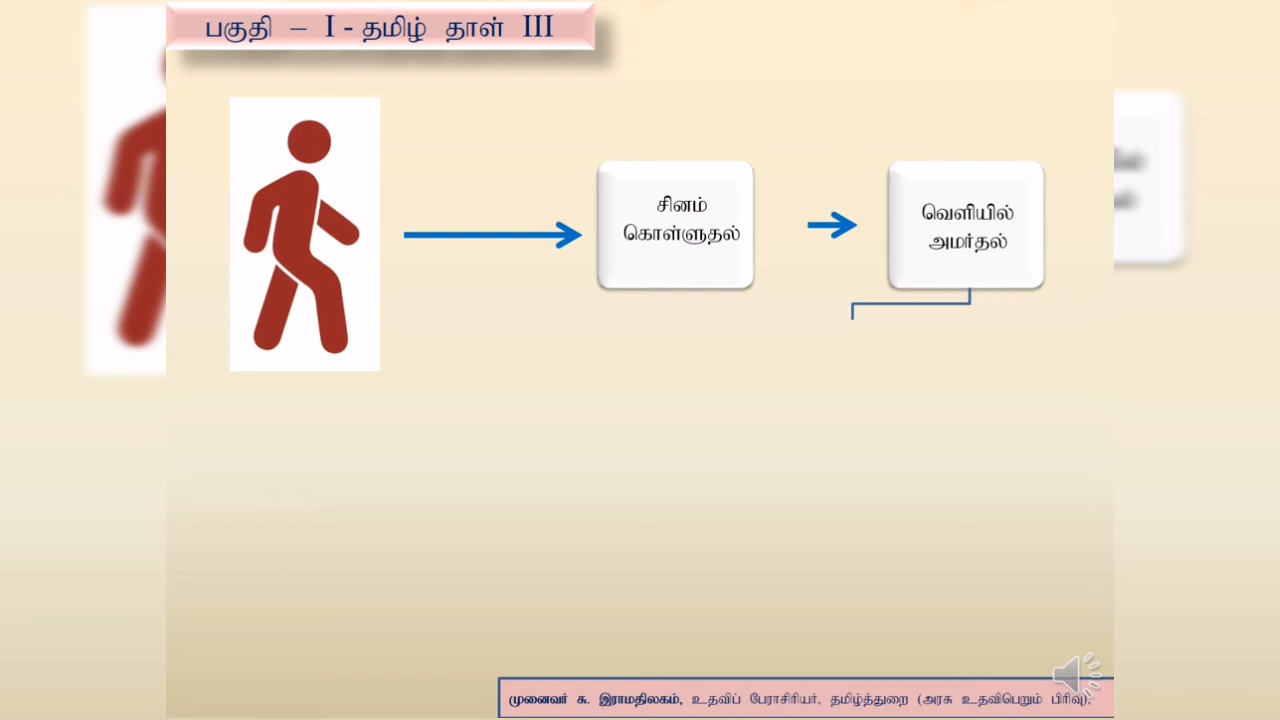 பகுதி – I - தமிழ் தாள் III
சினம்
கொள்ளுதல்
வெளியில்
அமர்தல்
முனைவர் சு. இராமதிலகம், உதவிப் பேராசிரியர், தமிழ்த்துறை (அரசு உதவிபெறும் பிரிவு),